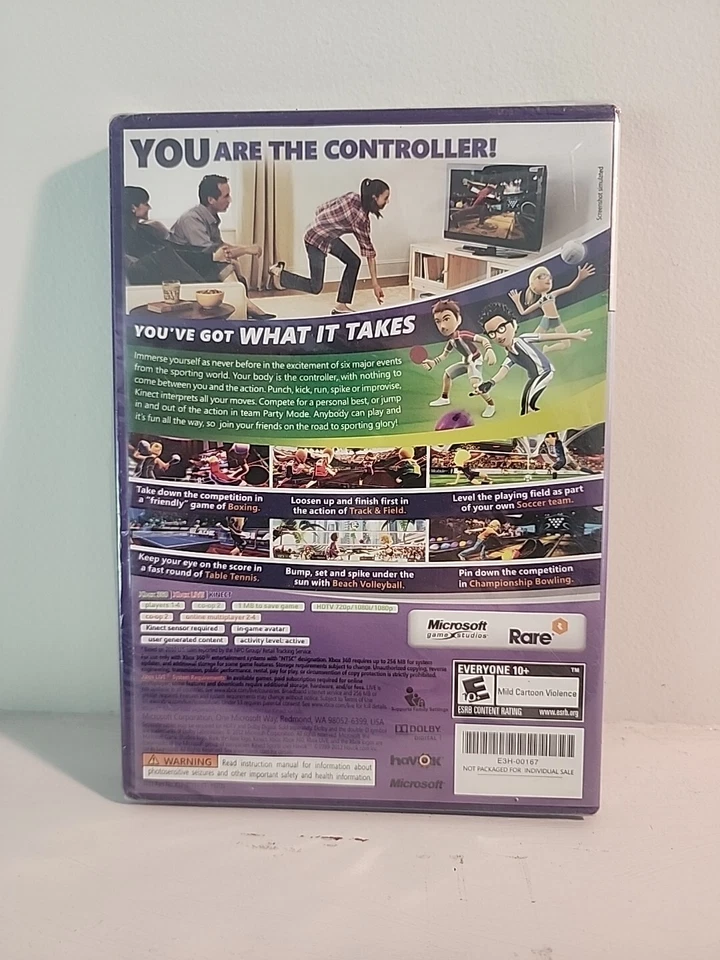 YOU ARE THE CONTROLLER!
Screenshot simulated
YOU'VE GOT WHAT IT TAKES
Immerse yourself as never before in the excitement of six major events
from the sporting world. Your body is the controller, with nothing to
come between you and the action. Punch, kick, run, spike or improvise,
Kinect interprets all your moves. Compete for a personal best, or jump
in and out of the action in team Party Mode. Anybody can play and
it's fun all the way, so join your friends on the road to sporting glory!
Take down the competition in
a "friendly" game of Boxing.
Loosen up and finish first in
the action of Track & Field.
Level the playing field as part
of your own Soccer team.
Keep your eye on the score in
a fast round of Table Tennis.
Bump, set and spike under the
sun with Beach Volleyball.
Pin down the competition
in Championship Bowling.
Xbox 360 Xbox LIVE KINECT
players 1-4 co-op 2 1 MB to save game HDTV 720p/1080i/1080p
co-op 2 online multiplayer 2-4
Kinect sensor required in-game avatar
user generated content activity level: active
Microsoft
game studios
Rare
EVERYONE 10+
TM
Mild Cartoon Violence
ESRB CONTENT RATING www.esrb.org
Supports Family Settings
Microsoft Corporation, One Microsoft Way, Redmond, WA 98052-6399, USA
DOLBY
DIGITAL
havok
Microsoft
WARNING Read instruction manual for information about
photosensitive seizures and other important safety and health information.
E3H-00167
NOT PACKAGED FOR INDIVIDUAL SALE